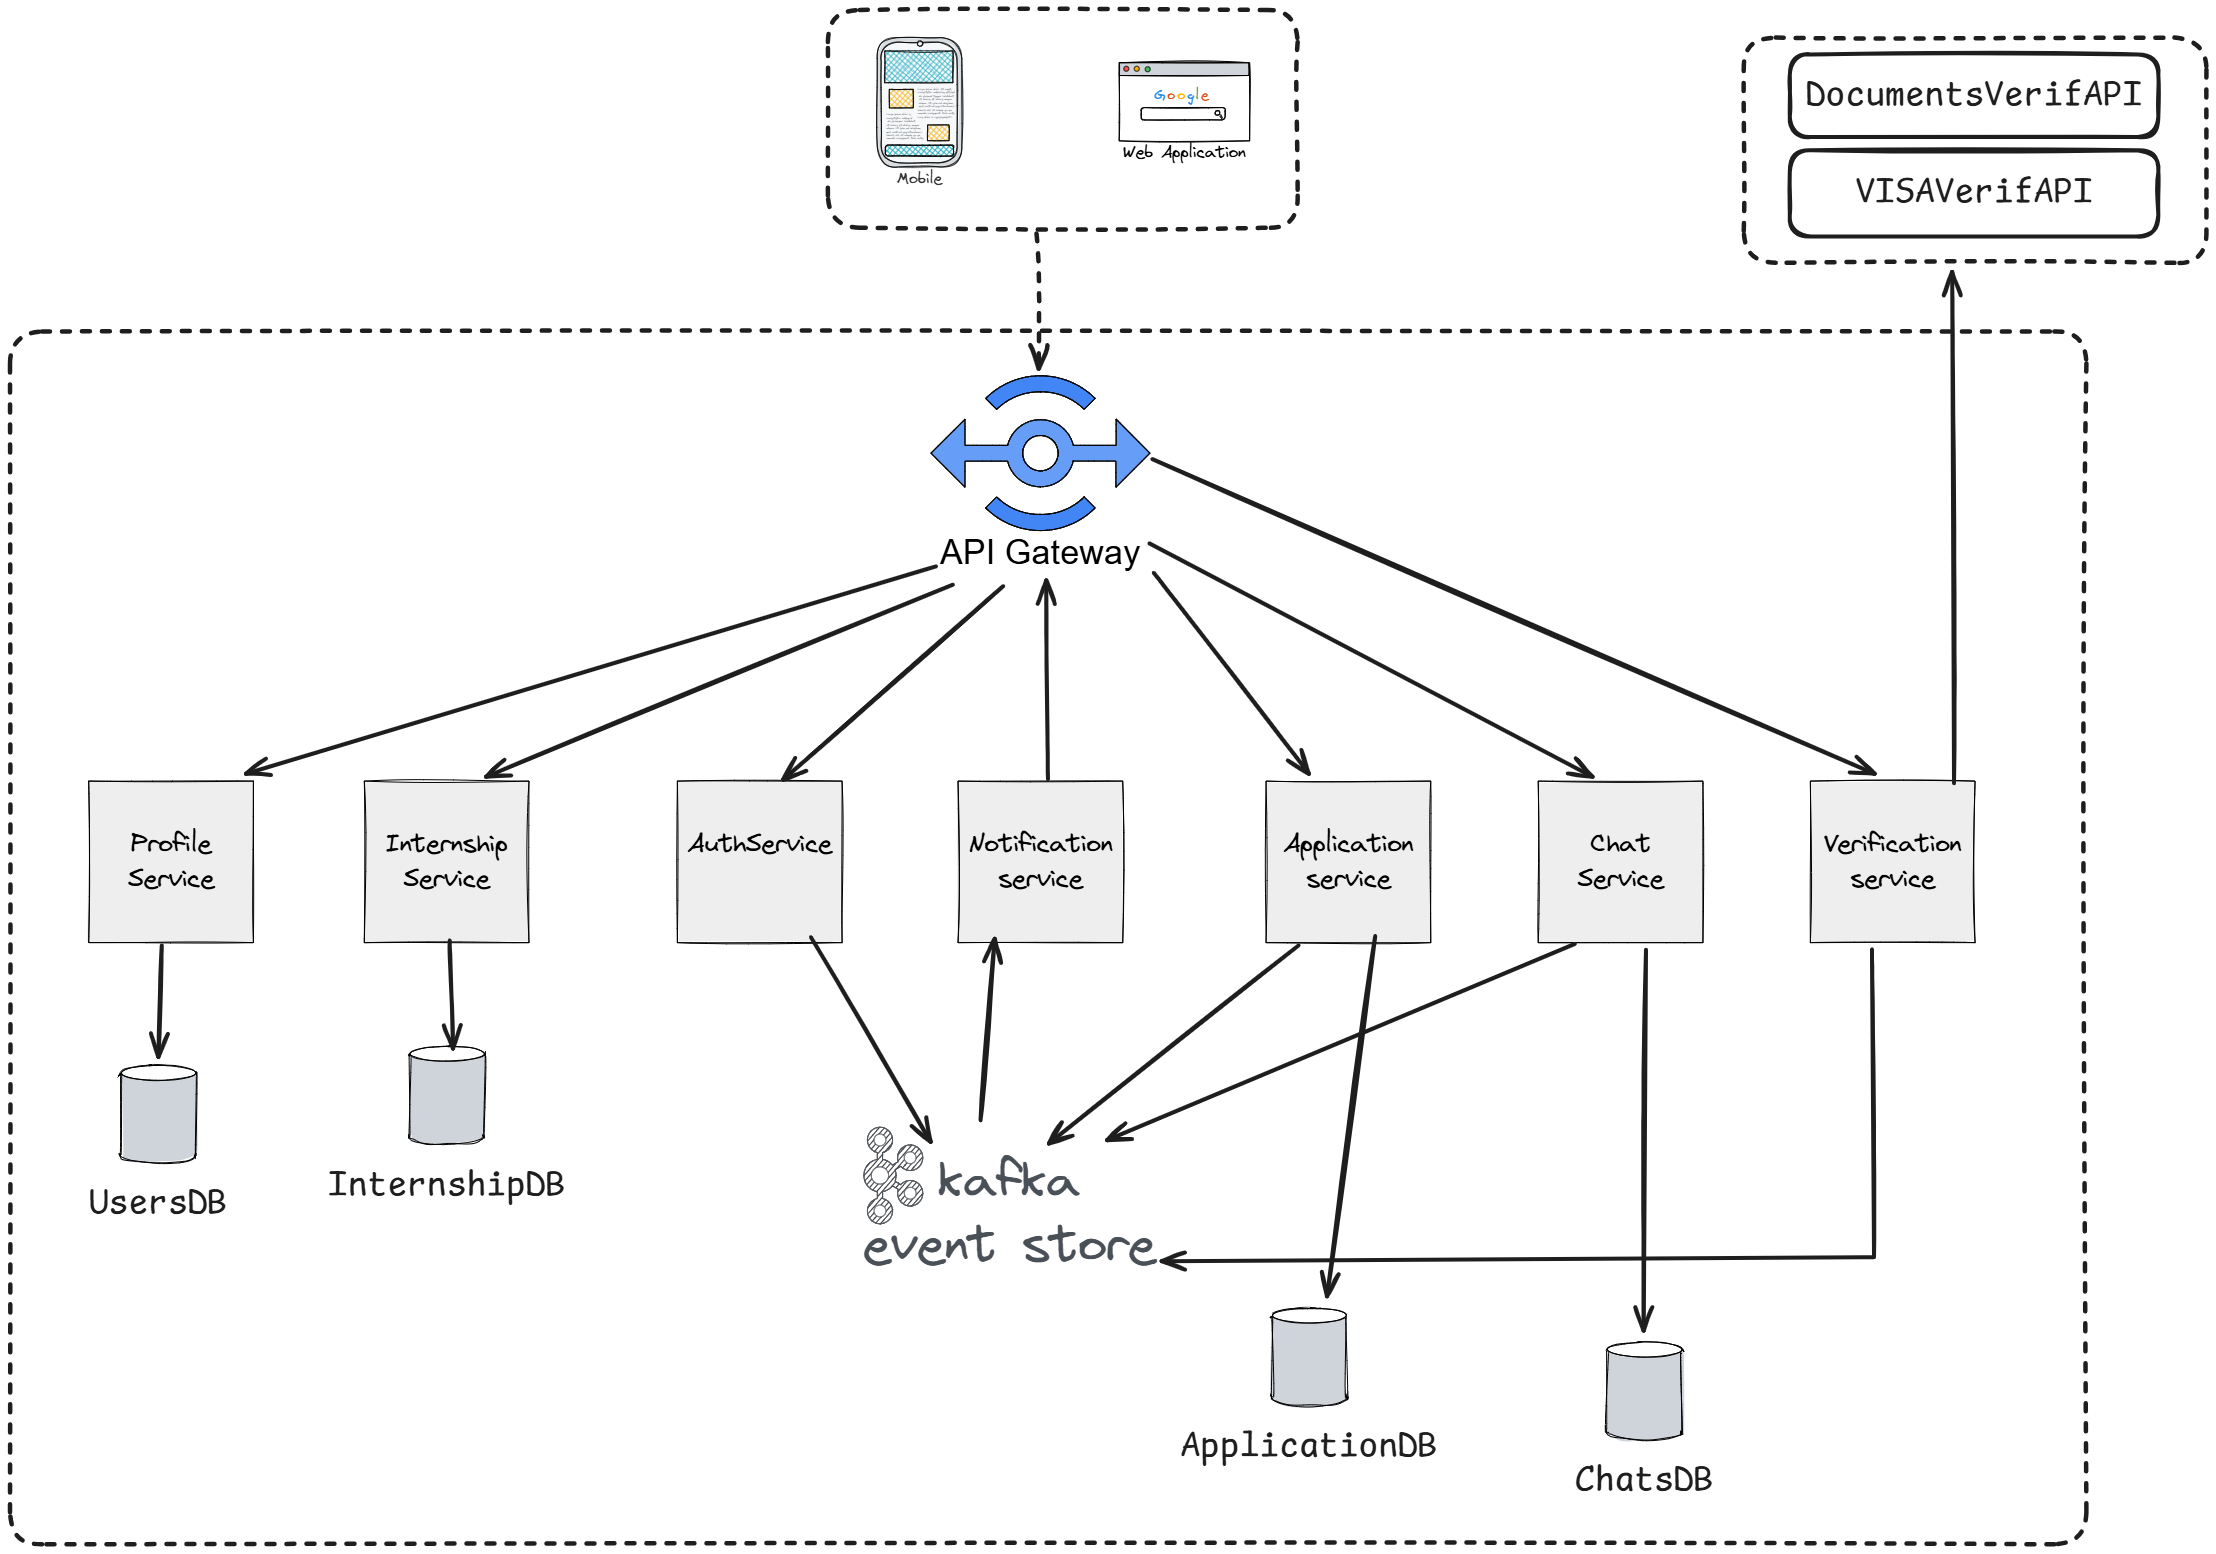 Mobile
Google
Web Application
DocumentsVerifAPI
VISAVerifAPI
API Gateway
Profile
Service
Internship
Service
AuthService
Notification
service
Application
service
Chat
Service
Verification
service
UsersDB
InternshipDB
kafka
event store
ApplicationDB
ChatsDB